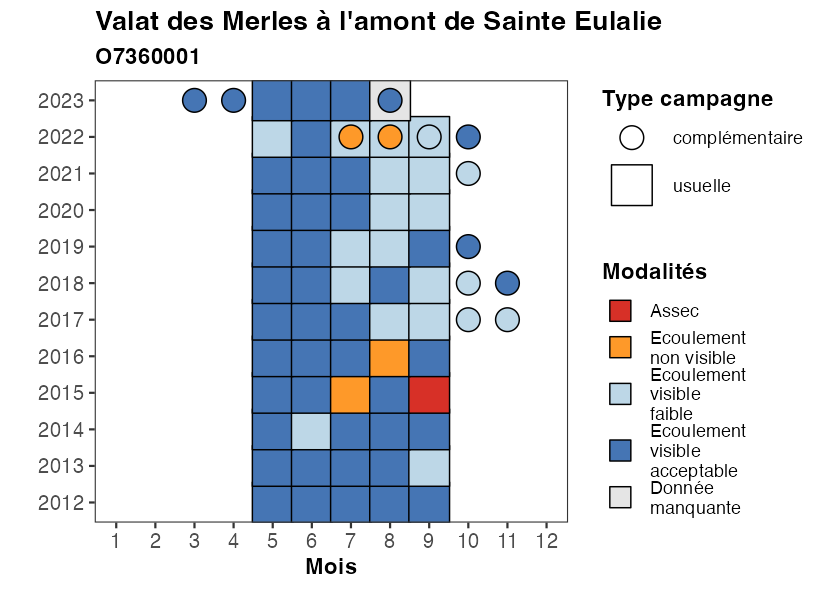 Valat des Merles à l'amont de Sainte Eulalie
O7360001
2023
2022
2021
2020
2019
2018
2017
2016
2015
2014
2013
2012
1 2 3 4 5 6 7 8 9 10 11 12
Mois
Type campagne
complémentaire
usuelle
Modalités
Assec
Ecoulement
non visible
Ecoulement
visible
faible
Ecoulement
visible
acceptable
Donnée
manquante